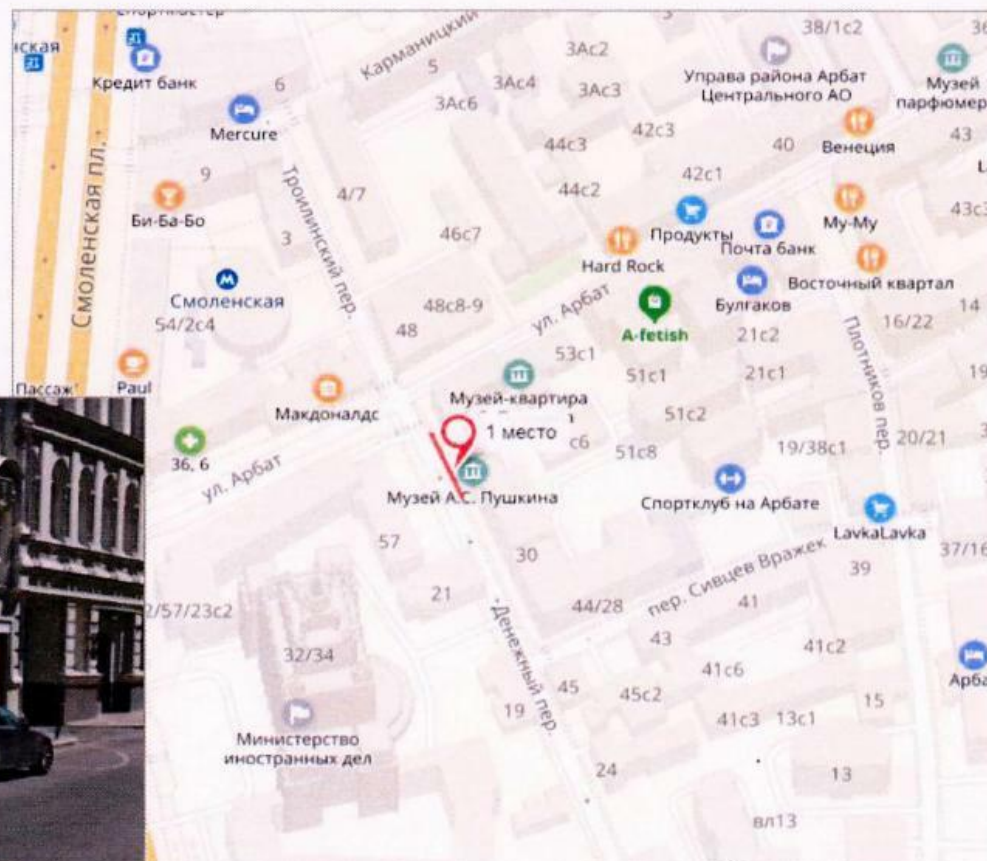 38/1с2
36
Кредит банк
6
Карманицкий
5
3Ас2
3Ас4
3Ас3
3Ас6
Управа района Арбат
Центрального АО
Музей
парфюмер
Mercure
Смоленская пл.
9
Троилинский пер.
44с3
42с3
40
Венеция
43
4/7
44с2
42с1
Би-Ба-Бо
3
46с7
Продукты
Почта банк
Му-Му
43с3
Hard Rock
Смоленская
54/2с4
48с8-9
48
ул. Арбат
A-fetish
Булгаков
Восточный квартал
21с2
16/22
14
Плотников пер.
53с1
51с1
21с1
19
Пассаж
Paul
Макдоналдс
Музей-квартира
51с2
1 место
с6
51с8
19/38с1
20/21
36, 6
ул. Арбат
Музей А.С. Пушкина
Спортклуб на Арбате
LavkaLavka
57
30
37/16
21
Денежный пер.
44/28
пер. Сивцев Вражек
39
41
2/57/23с2
43
41с2
32/34
41с6
45
45с2
15
19
41с3
13с1
Министерство
иностранных дел
24
13
вл13